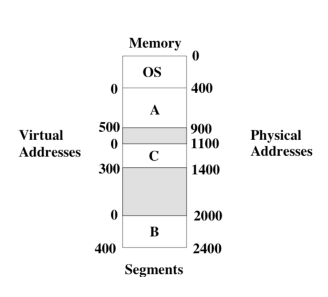 Memory
0
OS
0 400
A
500 900
0 1100
Virtual
Addresses
Physical
Addresses
C
300 1400
0 2000
B
400 2400
Segments